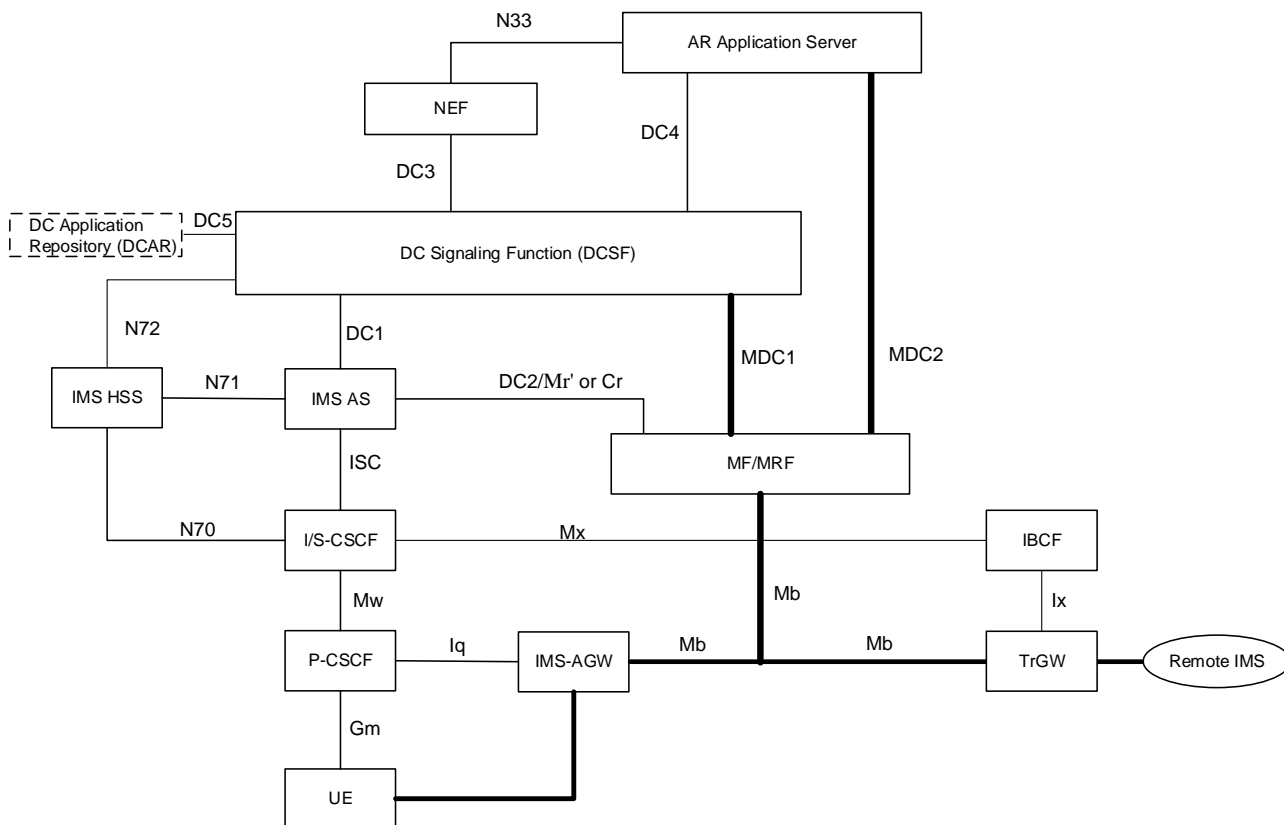 N33
AR Application Server
NEF
DC4
DC3
DC Application
Repository (DCAR)
DC5
DC Signaling Function (DCSF)
N72
DC1
MDC1
MDC2
IMS HSS
N71
IMS AS
DC2/Mr' or Cr
ISC
MF/MRF
N70
I/S-CSCF
Mx
IBCF
Mw
Mb
Ix
P-CSCF
Iq
IMS-AGW
Mb
Mb
TrGW
Remote IMS
Gm
UE